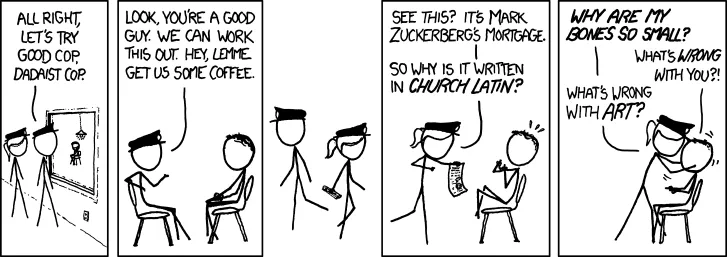 ALL RIGHT,
LET'S TRY
GOOD COP,
DADAIST COP.
LOOK, YOU'RE A GOOD
GUY. WE CAN WORK
THIS OUT. HEY, LEMME
GET US SOME COFFEE.
SEE THIS? IT'S MARK
ZUCKERBERG'S MORTGAGE.
SO WHY IS IT WRITTEN
IN CHURCH LATIN?
WHY ARE MY
BONES SO SMALL?
WHAT'S WRONG
WITH YOU?!
WHAT'S WRONG
WITH ART?